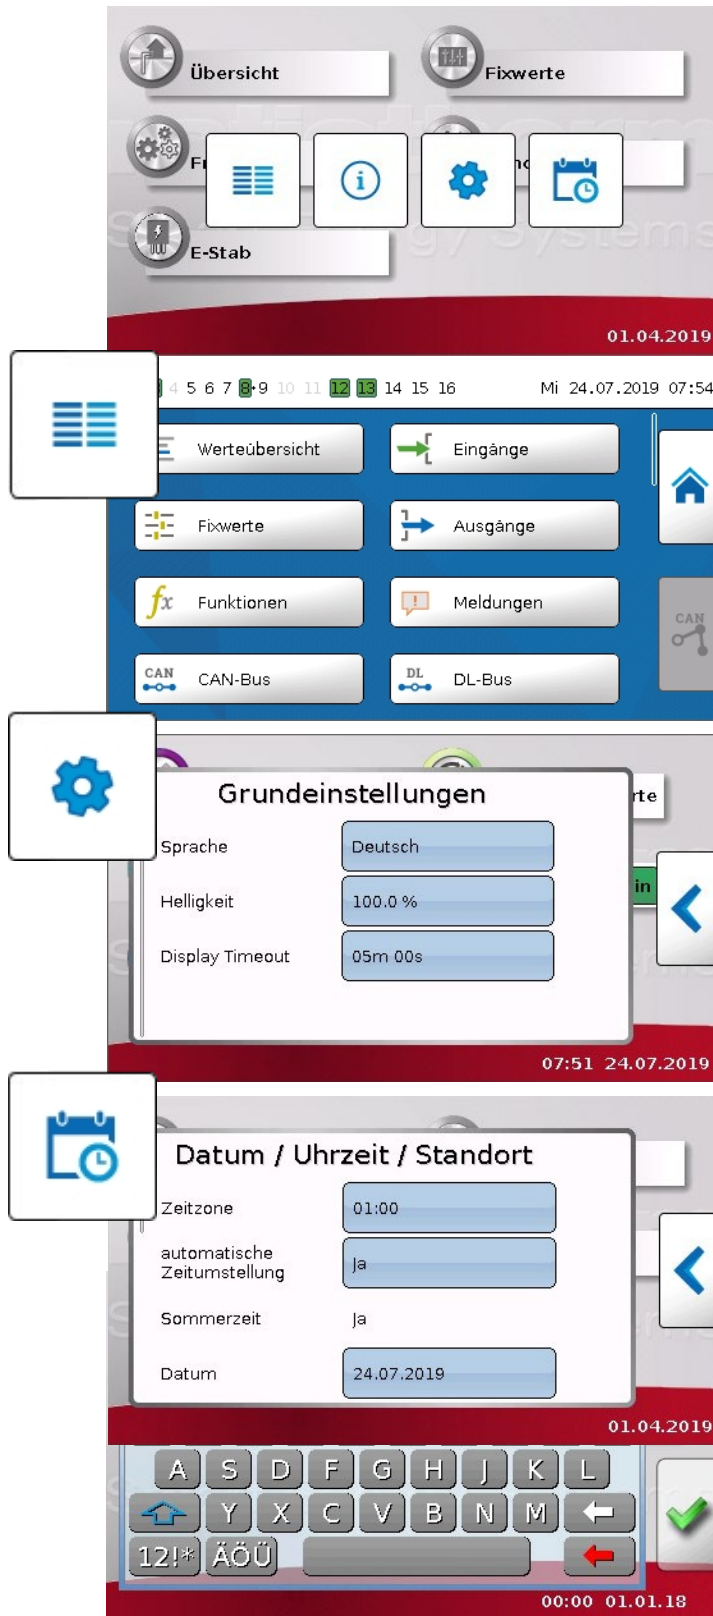 Übersicht
Fixwerte
E-Stab
01.04.2019
4 5 6 7 8 9 10 11 12 13 14 15 16
Mi 24.07.2019 07:54
Werteübersicht
Eingänge
Fixwerte
Ausgänge
fx Funktionen
Meldungen
CAN
CAN CAN-Bus
DL DL-Bus
Grundeinstellungen
rte
Sprache
Deutsch
in
Helligkeit
100.0 %
Display Timeout
05m 00s
07:51 24.07.2019
Datum / Uhrzeit / Standort
Zeitzone
01:00
automatische
Zeitumstellung
Ja
Sommerzeit
Ja
Datum
24.07.2019
01.04.2019
A S D F G H J K L
Y X C V B N M
12!* ÄÖÜ
00:00 01.01.18